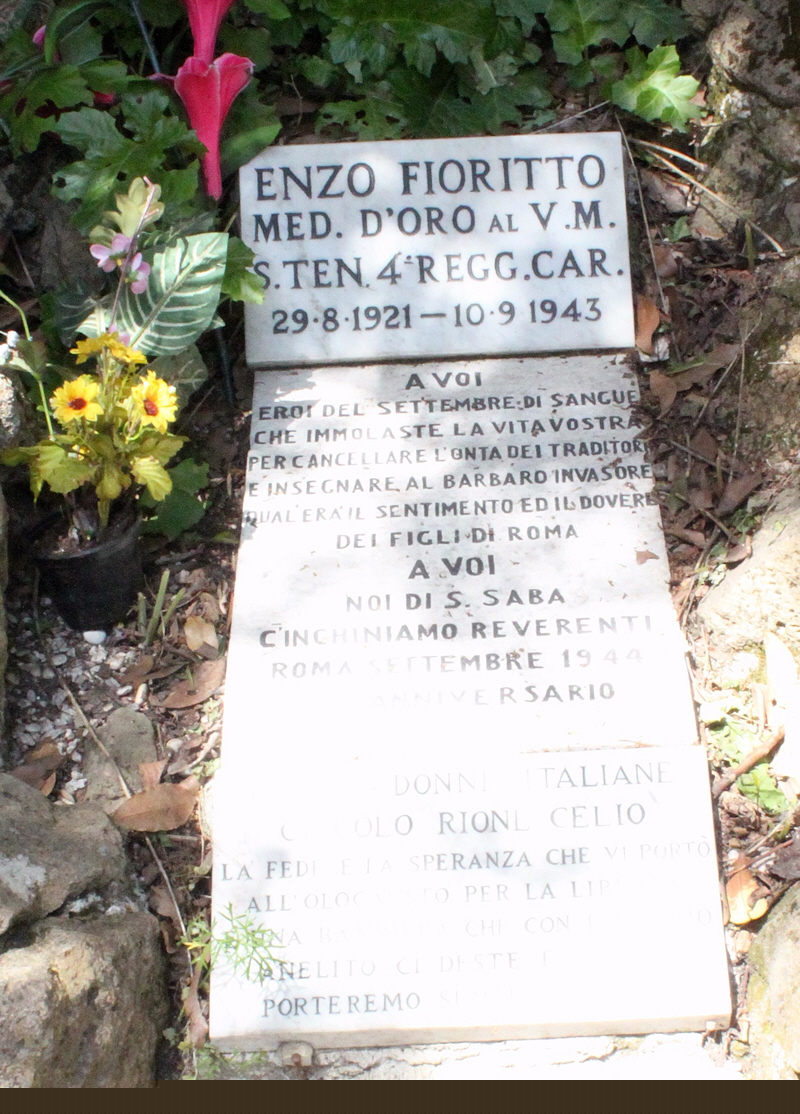 ENZO FIORITTO
MED. D'ORO AL V.M.
S.TEN. 4° REGG. CAR.
29·8·1921 — 10·9 1943
A VOI
EROI DEL SETTEMBRE DI SANGUE
CHE IMMOLASTE LA VITA VOSTRA
PER CANCELLARE L'ONTA DEI TRADITORI
E INSEGNARE AL BARBARO INVASORE
QUAL'ERA IL SENTIMENTO ED IL DOVERE
DEI FIGLI DI ROMA
A VOI
NOI DI S. SABA
C'INCHINIAMO REVERENTI
ROMA SETTEMBRE 1944
ANNIVERSARIO
ITALIANE
CELIO
LA FEDE E LA SPERANZA CHE VI PORTÒ
PER LA
CHE CON
ANELITO CI DESTE
PORTEREMO